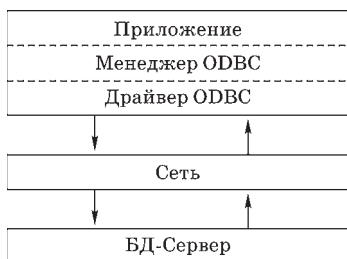 Приложение
Менеджер ODBC
Драйвер ODBC
Сеть
БД-Сервер